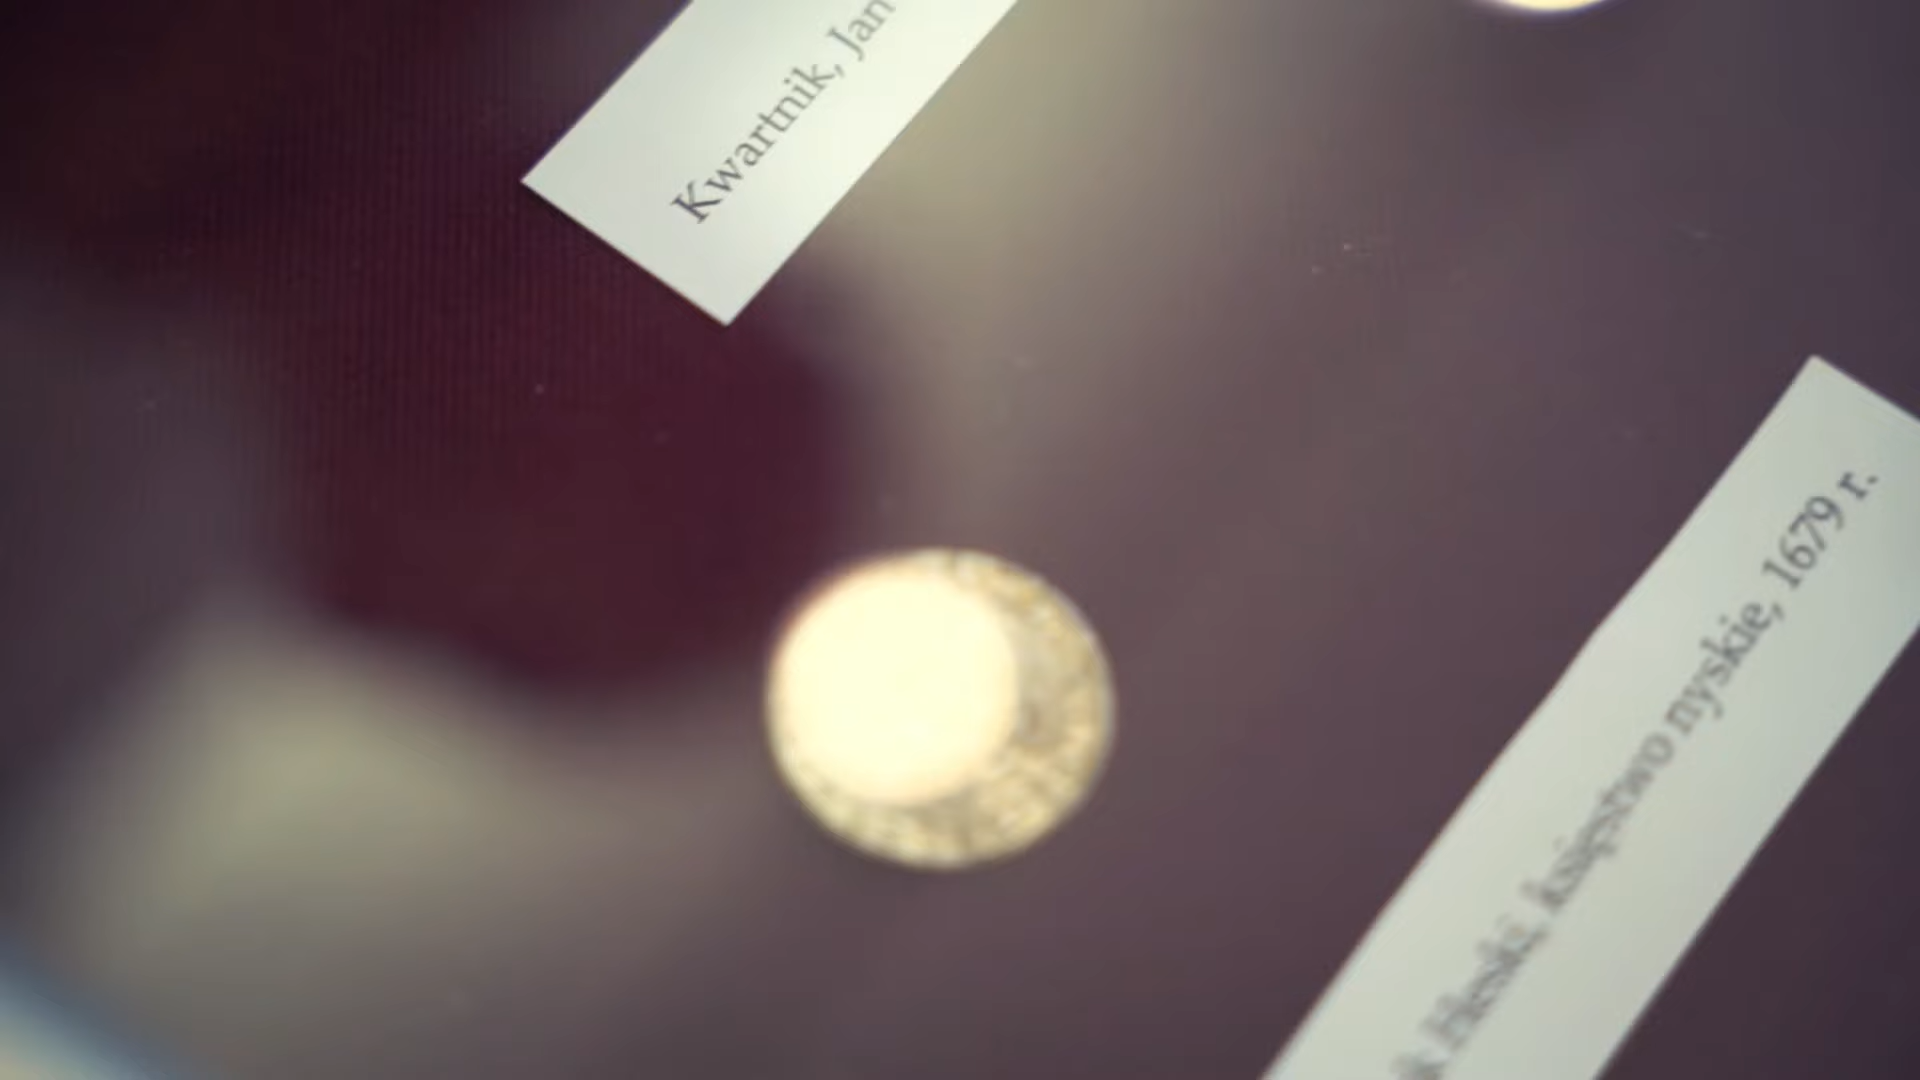 Kwartnik, Jan
księstwo nyskie, 1679 r.